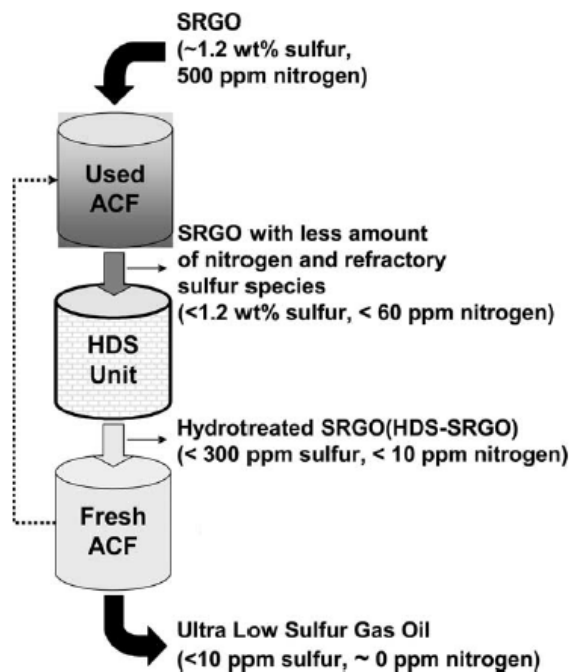 SRGO
(~1.2 wt% sulfur,
500 ppm nitrogen)
Used
ACF
SRGO with less amount
of nitrogen and refractory
sulfur species
(<1.2 wt% sulfur, < 60 ppm nitrogen)
HDS
Unit
Hydrotreated SRGO(HDS-SRGO)
(< 300 ppm sulfur, < 10 ppm nitrogen)
Fresh
ACF
Ultra Low Sulfur Gas Oil
(<10 ppm sulfur, ~ 0 ppm nitrogen)